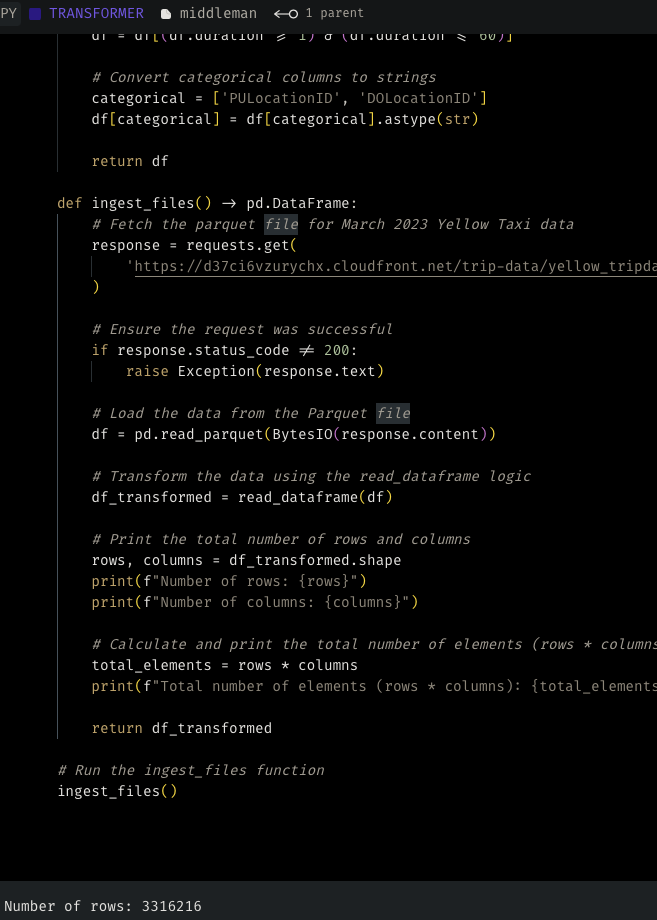 PY TRANSFORMER middleman 1 parent
df = df[(df.duration >= 1) & (df.duration <= 60)]
# Convert categorical columns to strings
categorical = ['PULocationID', 'DOLocationID']
df[categorical] = df[categorical].astype(str)
return df
def ingest_files() -> pd.DataFrame:
# Fetch the parquet file for March 2023 Yellow Taxi data
response = requests.get(
'https://d37ci6vzurychx.cloudfront.net/trip-data/yellow_tripda
)
# Ensure the request was successful
if response.status_code != 200:
raise Exception(response.text)
# Load the data from the Parquet file
df = pd.read_parquet(BytesIO(response.content))
# Transform the data using the read_dataframe logic
df_transformed = read_dataframe(df)
# Print the total number of rows and columns
rows, columns = df_transformed.shape
print(f"Number of rows: {rows}")
print(f"Number of columns: {columns}")
# Calculate and print the total number of elements (rows * columns
total_elements = rows * columns
print(f"Total number of elements (rows * columns): {total_elements
return df_transformed
# Run the ingest_files function
ingest_files()
Number of rows: 3316216